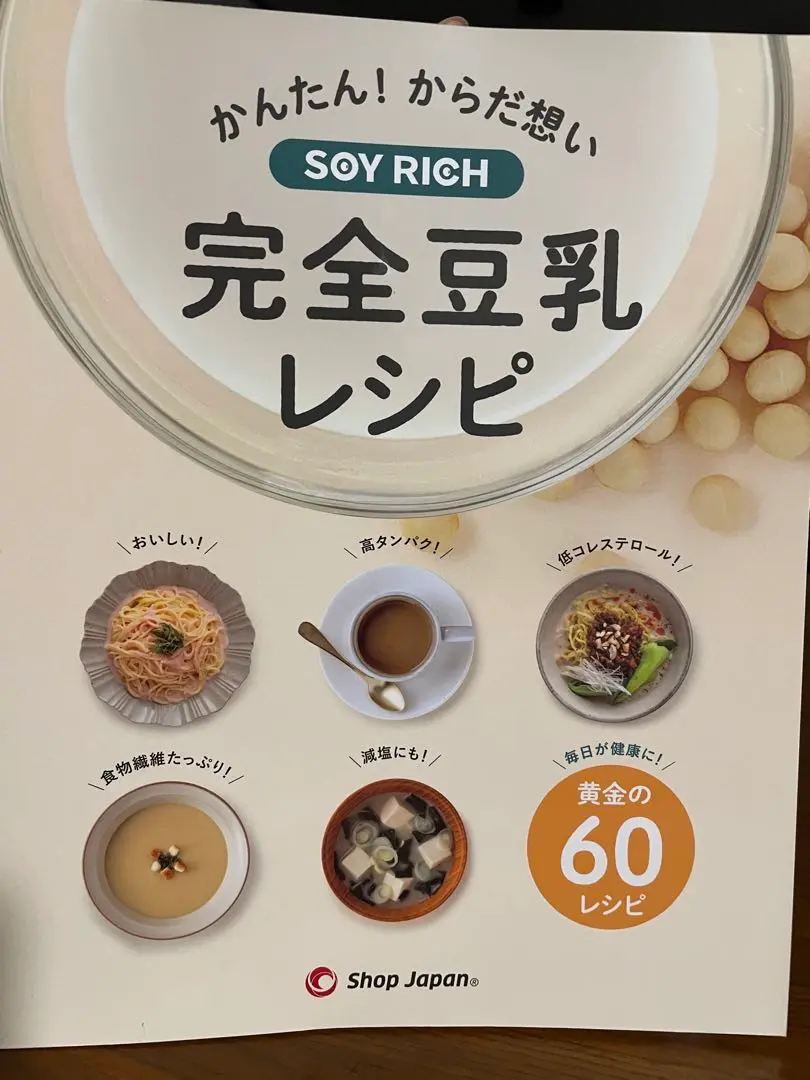 かんたん！からだ想い
SOY RICH
完全豆乳
レシピ
おいしい！
高タンパク！
低コレステロール！
食物繊維たっぷり！
減塩にも！
毎日が健康に！
黄金の
60
レシピ
Shop Japan®